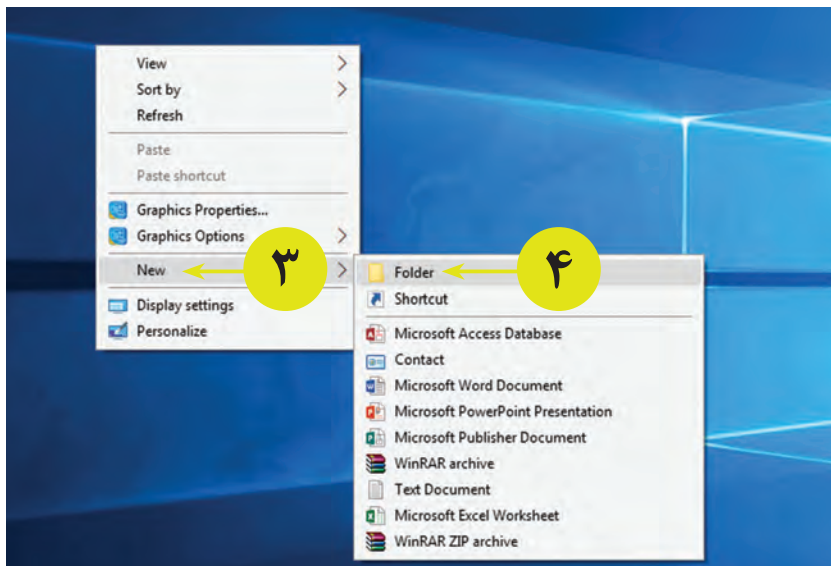 View
Sort by
Refresh
Paste
Paste shortcut
Graphics Properties...
Graphics Options
New
Display settings
Personalize
۳
۴
Folder
Shortcut
Microsoft Access Database
Contact
Microsoft Word Document
Microsoft PowerPoint Presentation
Microsoft Publisher Document
WinRAR archive
Text Document
Microsoft Excel Worksheet
WinRAR ZIP archive